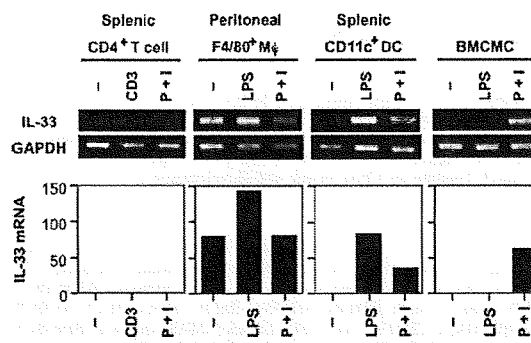 Splenic Peritoneal Splenic
CD4+ T cell F4/80+ Mφ CD11c+ DC BMCMC
– CD3 P + I – LPS P + I – LPS P + I – LPS P + I
IL-33
GAPDH
IL-33 mRNA
150
100
50
0
– CD3 P + I – LPS P + I – LPS P + I – LPS P + I